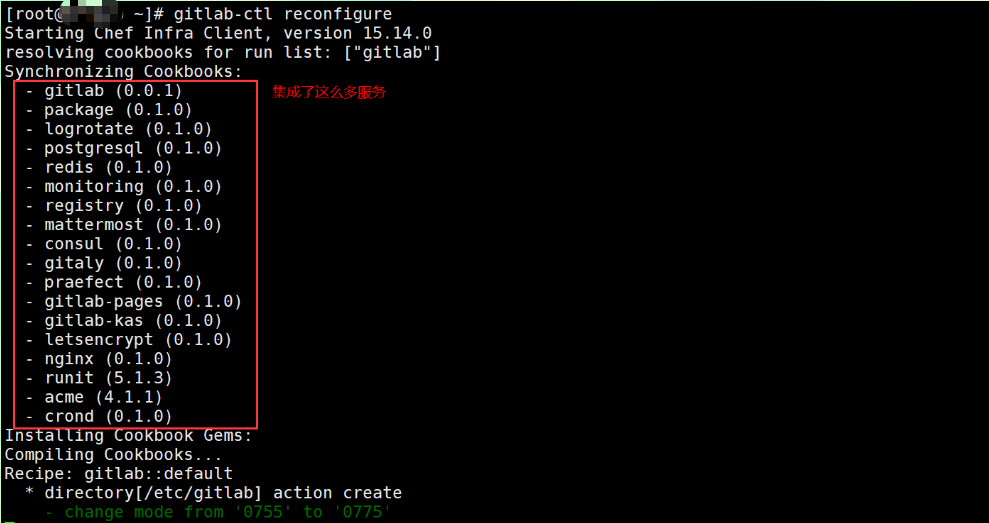 [root@ ~]# gitlab-ctl reconfigure
Starting Chef Infra Client, version 15.14.0
resolving cookbooks for run list: ["gitlab"]
Synchronizing Cookbooks:
- gitlab (0.0.1) 集成了这么多服务
- package (0.1.0)
- logrotate (0.1.0)
- postgresql (0.1.0)
- redis (0.1.0)
- monitoring (0.1.0)
- registry (0.1.0)
- mattermost (0.1.0)
- consul (0.1.0)
- gitaly (0.1.0)
- praefect (0.1.0)
- gitlab-pages (0.1.0)
- gitlab-kas (0.1.0)
- letsencrypt (0.1.0)
- nginx (0.1.0)
- runit (5.1.3)
- acme (4.1.1)
- crond (0.1.0)
Installing Cookbook Gems:
Compiling Cookbooks...
Recipe: gitlab::default
* directory[/etc/gitlab] action create
- change mode from '0755' to '0775'